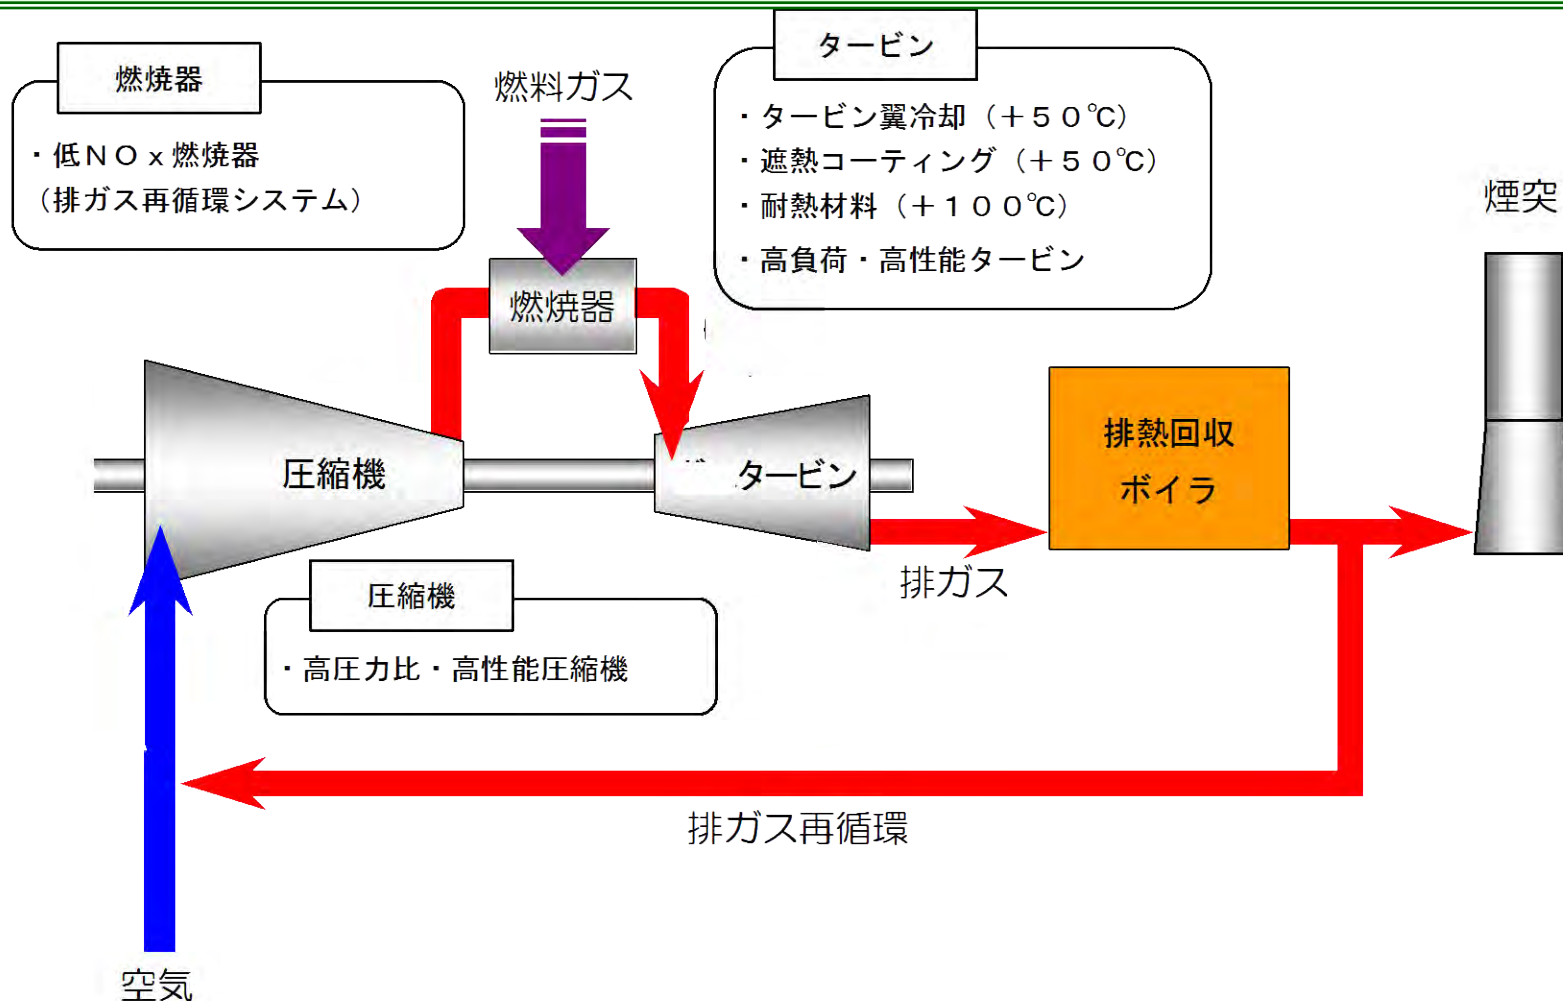 燃焼器
・低ＮＯｘ燃焼器
（排ガス再循環システム）
燃料ガス
タービン
・タービン翼冷却（＋５０℃）
・遮熱コーティング（＋５０℃）
・耐熱材料（＋１００℃）
・高負荷・高性能タービン
煙突
燃焼器
圧縮機
タービン
排熱回収
ボイラ
排ガス
圧縮機
・高圧力比・高性能圧縮機
排ガス再循環
空気